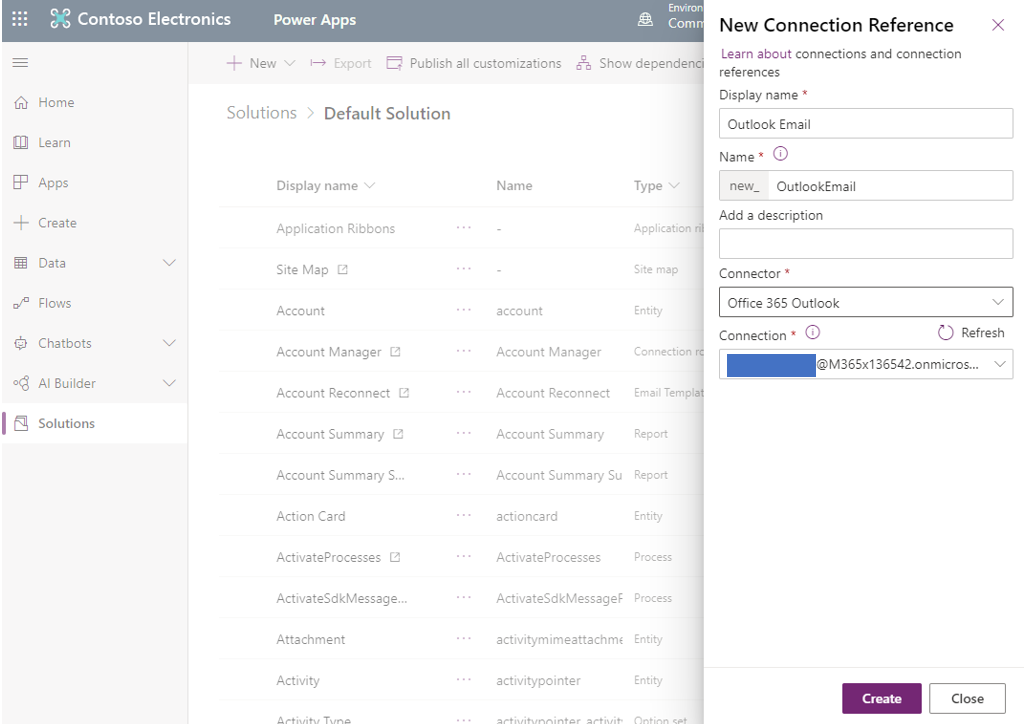 Contoso Electronics Power Apps
Environ
Comm
New Export Publish all customizations Show dependenci
Home
Learn
Apps
Create
Data
Flows
Chatbots
AI Builder
Solutions
Solutions > Default Solution
Display name Name Type
Application Ribbons ... - Application rib
Site Map ... - Site map
Account ... account Entity
Account Manager ... Account Manager Connection ro
Account Reconnect ... Account Reconnect Email Templat
Account Summary ... Account Summary Report
Account Summary S... ... Account Summary Su Report
Action Card ... actioncard Entity
ActivateProcesses ... ActivateProcesses Process
ActivateSdkMessage... ... ActivateSdkMessageP Process
Attachment ... activitymimeattachme Entity
Activity ... activitypointer Entity
Activity Type ... activitypointer_activit Option set
New Connection Reference
Learn about connections and connection
references
Display name *
Outlook Email
Name *
new_ OutlookEmail
Add a description
Connector *
Office 365 Outlook
Connection * Refresh
@M365x136542.onmicros...
Create Close